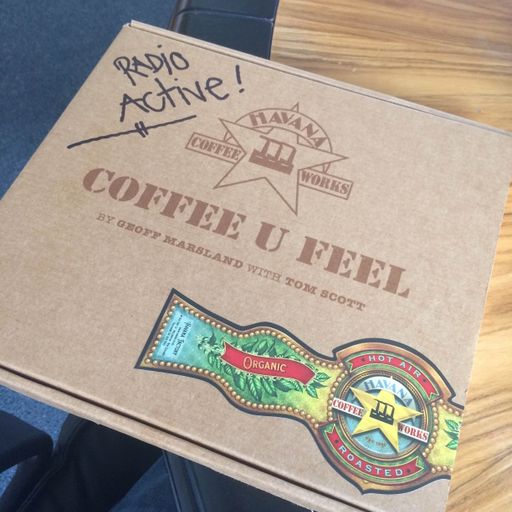 RADIO
ACTIVE!
HAVANA
COFFEE WORKS
COFFEE U FEEL
BY GEOFF MARSLAND WITH TOM SCOTT
ORGANIC
HOT AIR
HAVANA
COFFEE WORKS
ROASTED